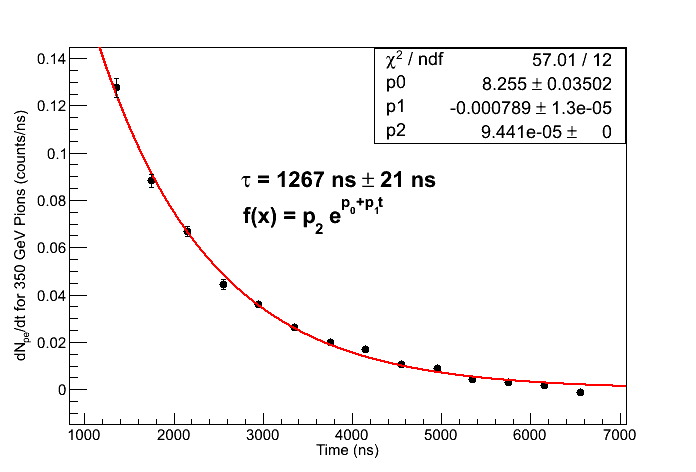 χ² / ndf 57.01 / 12
p0 8.255 ± 0.03502
p1 -0.000789 ± 1.3e-05
p2 9.441e-05 ± 0
τ = 1267 ns ± 21 ns
f(x) = p₂ e^{p₀+p₁t}
dN_{pe}/dt for 350 GeV Pions (counts/ns)
0.14
0.12
0.1
0.08
0.06
0.04
0.02
0
1000 2000 3000 4000 5000 6000 7000
Time (ns)